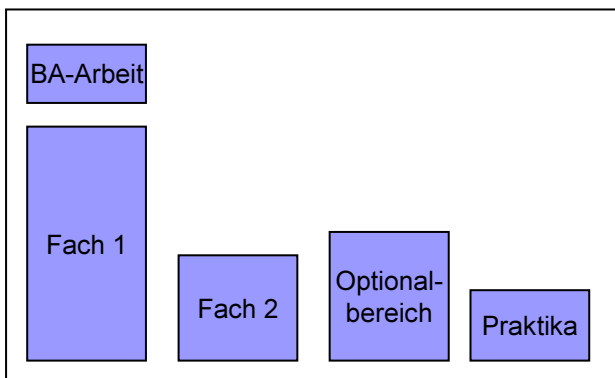 BA-Arbeit
Fach 1
Fach 2
Optional-
bereich
Praktika